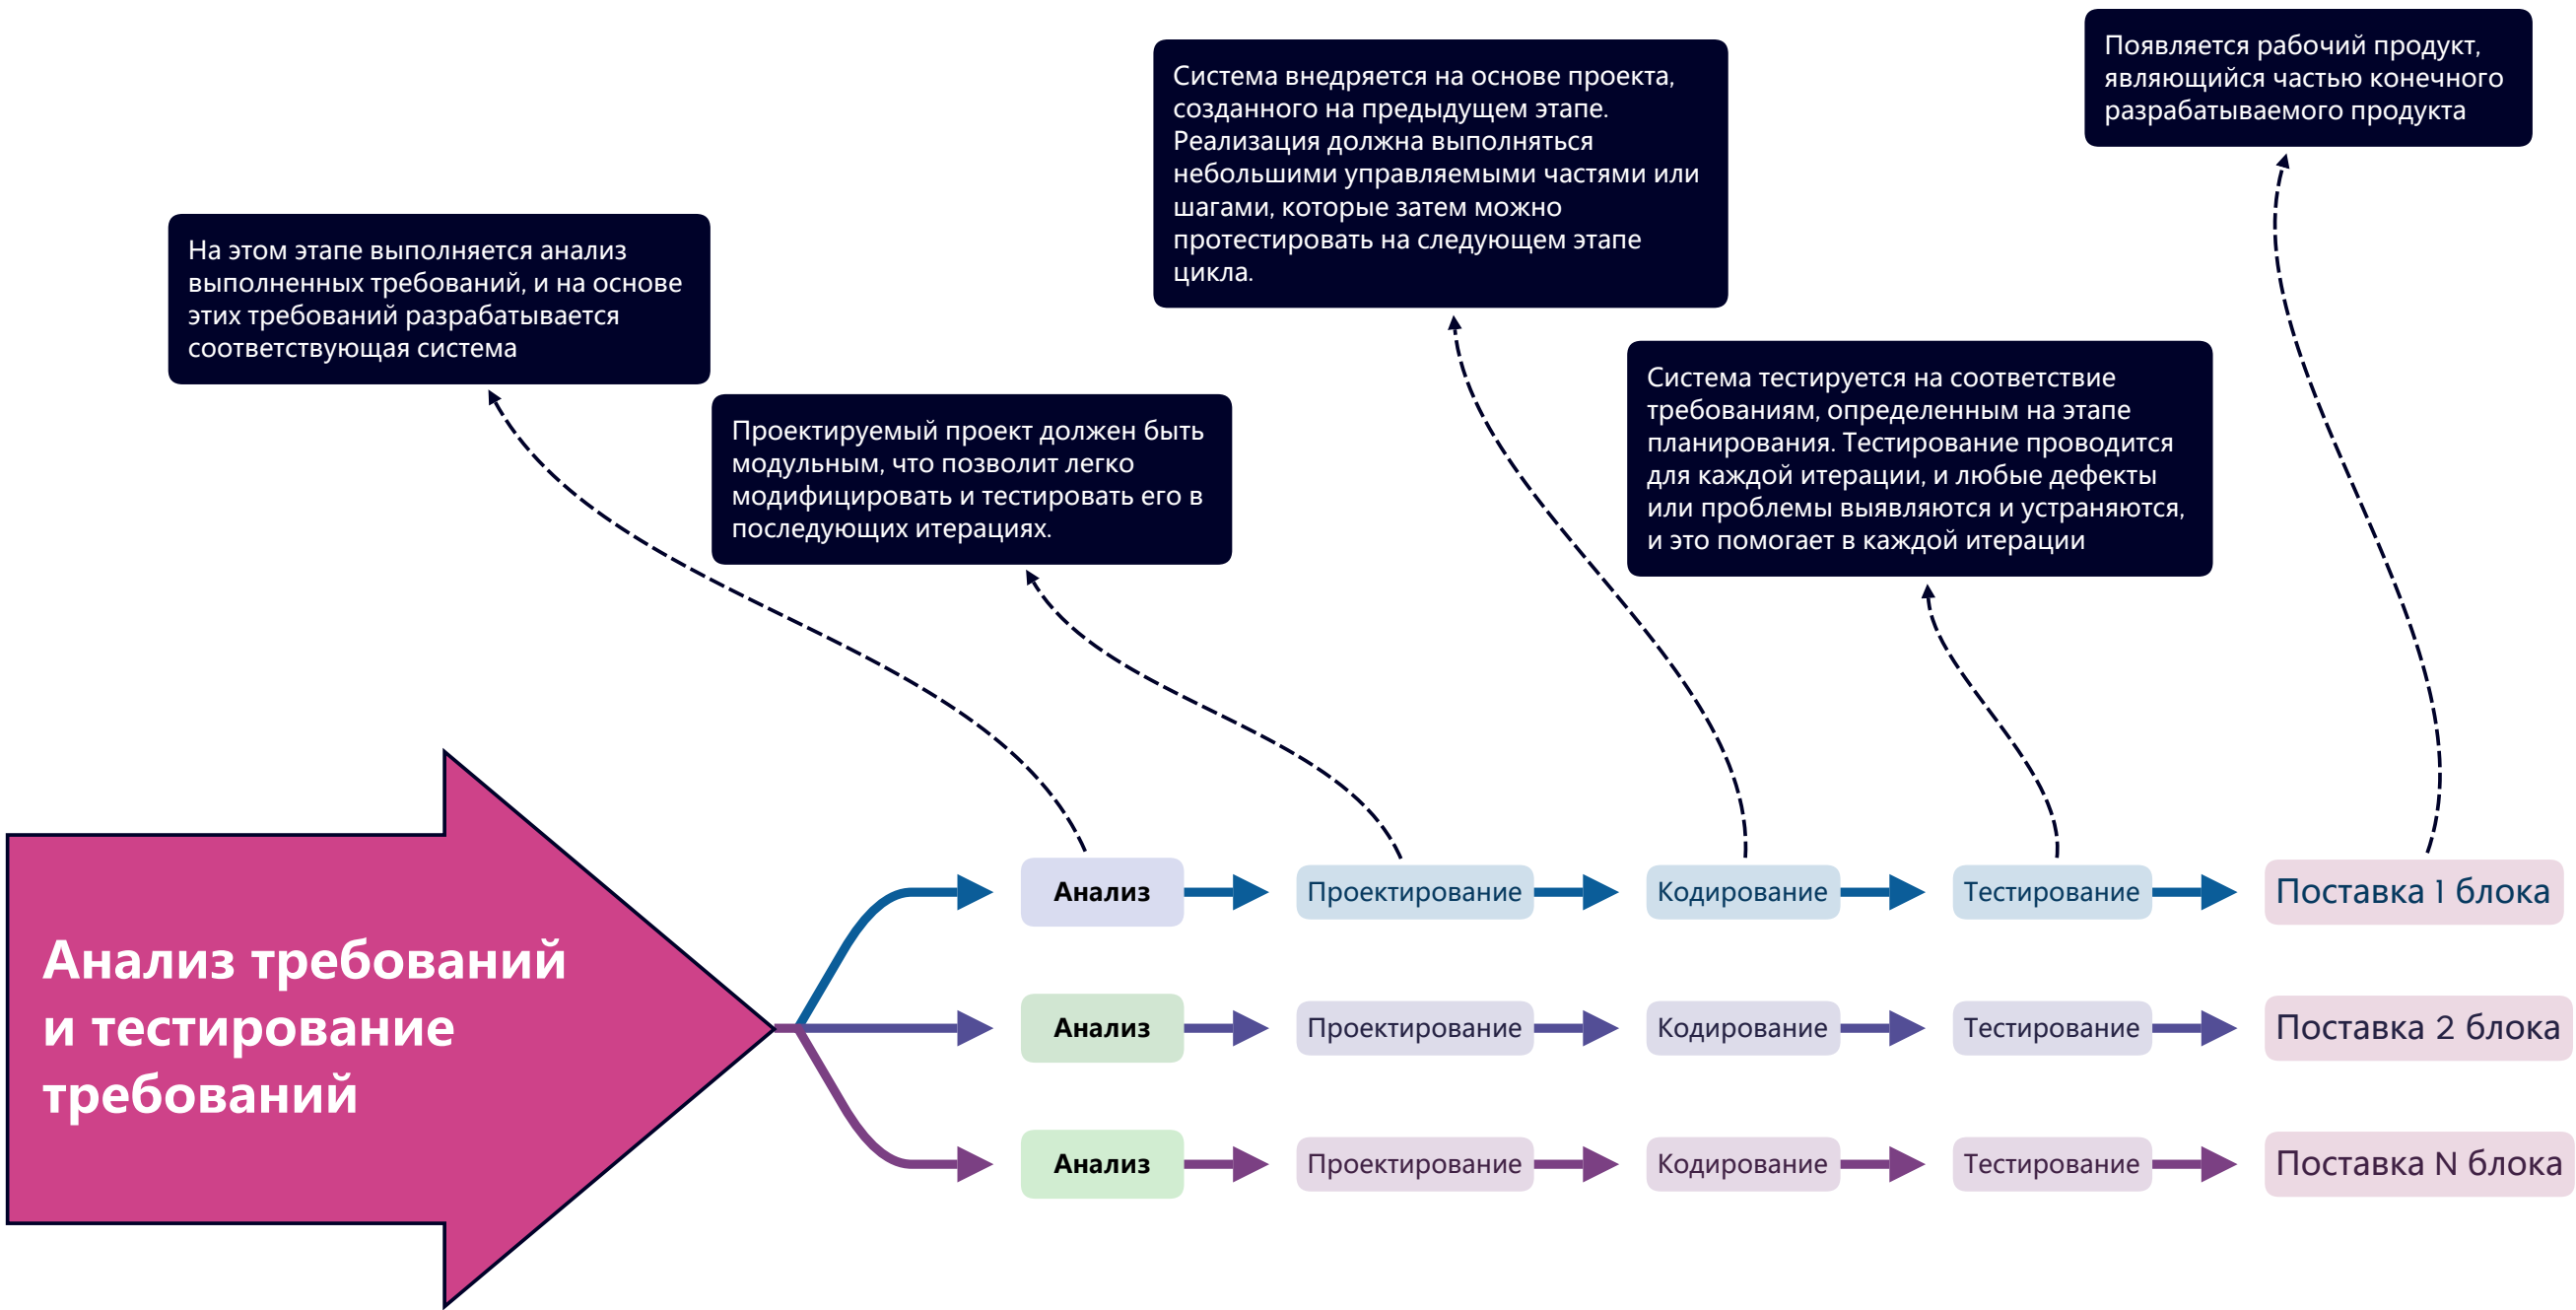 Появляется рабочий продукт,
являющийся частью конечного
разрабатываемого продукта
Система внедряется на основе проекта,
созданного на предыдущем этапе.
Реализация должна выполняться
небольшими управляемыми частями или
шагами, которые затем можно
протестировать на следующем этапе
цикла.
На этом этапе выполняется анализ
выполненных требований, и на основе
этих требований разрабатывается
соответствующая система
Система тестируется на соответствие
требованиям, определенным на этапе
планирования. Тестирование проводится
для каждой итерации, и любые дефекты
или проблемы выявляются и устраняются,
и это помогает в каждой итерации
Проектируемый проект должен быть
модульным, что позволит легко
модифицировать и тестировать его в
последующих итерациях.
Анализ требований
и тестирование
требований
Анализ Проектирование Кодирование Тестирование Поставка 1 блока
Анализ Проектирование Кодирование Тестирование Поставка 2 блока
Анализ Проектирование Кодирование Тестирование Поставка N блока